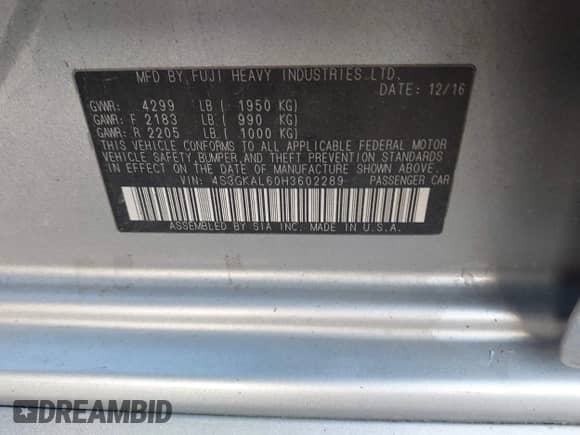 MFD BY FUJI HEAVY INDUSTRIES LTD.
DATE: 12/16
GVWR: 4299 LB ( 1950 KG)
GAWR: F 2183 LB ( 990 KG)
GAWR: R 2205 LB ( 1000 KG)
THIS VEHICLE CONFORMS TO ALL APPLICABLE FEDERAL MOTOR
VEHICLE SAFETY, BUMPER, AND THEFT PREVENTION STANDARDS
IN EFFECT ON THE DATE OF MANUFACTURE SHOWN ABOVE.
VIN: 4S3GKAL60H3602289 PASSENGER CAR
ASSEMBLED BY SIA INC. MADE IN U.S.A.
DREAMBID